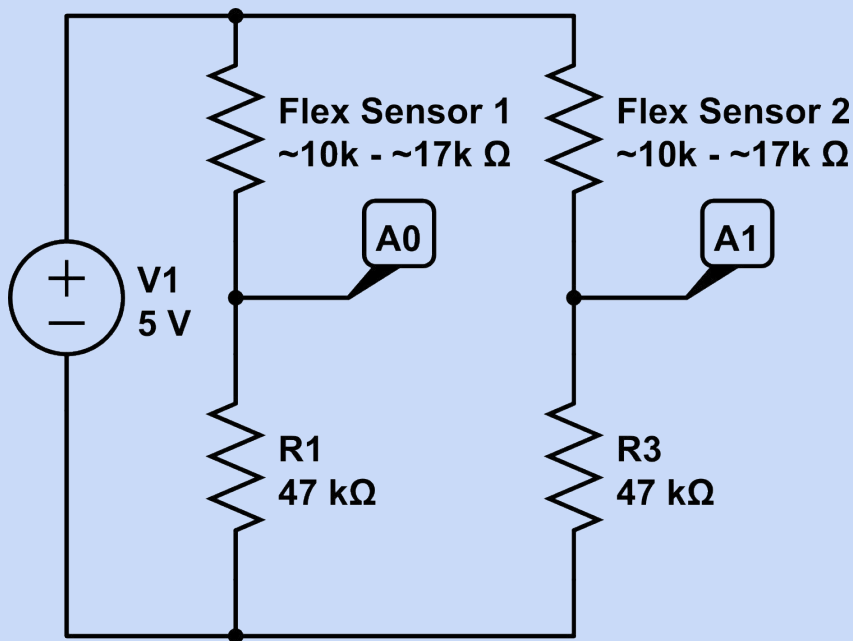 Flex Sensor 1
~10k - ~17k Ω
Flex Sensor 2
~10k - ~17k Ω
A0
A1
+
−
V1
5 V
R1
47 kΩ
R3
47 kΩ